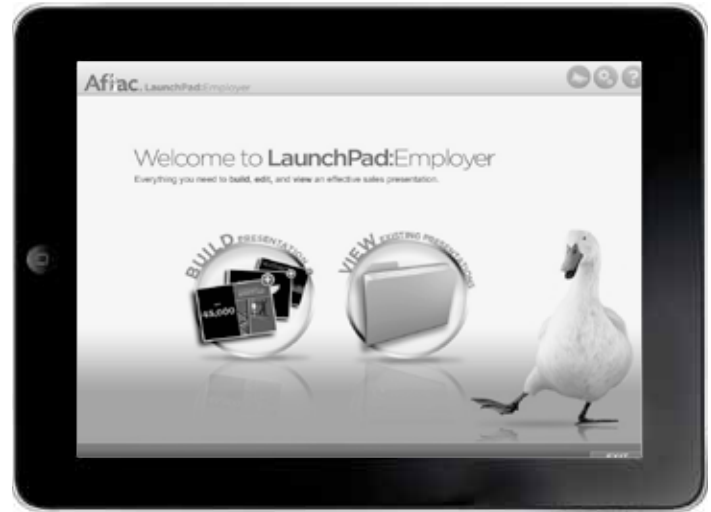 Aflac. LaunchPad:Employer
?
Welcome to LaunchPad:Employer
Everything you need to build, edit, and view an effective sales presentation.
BUILD PRESENTATION
VIEW EXISTING PRESENTATIONS
45,000
EXIT